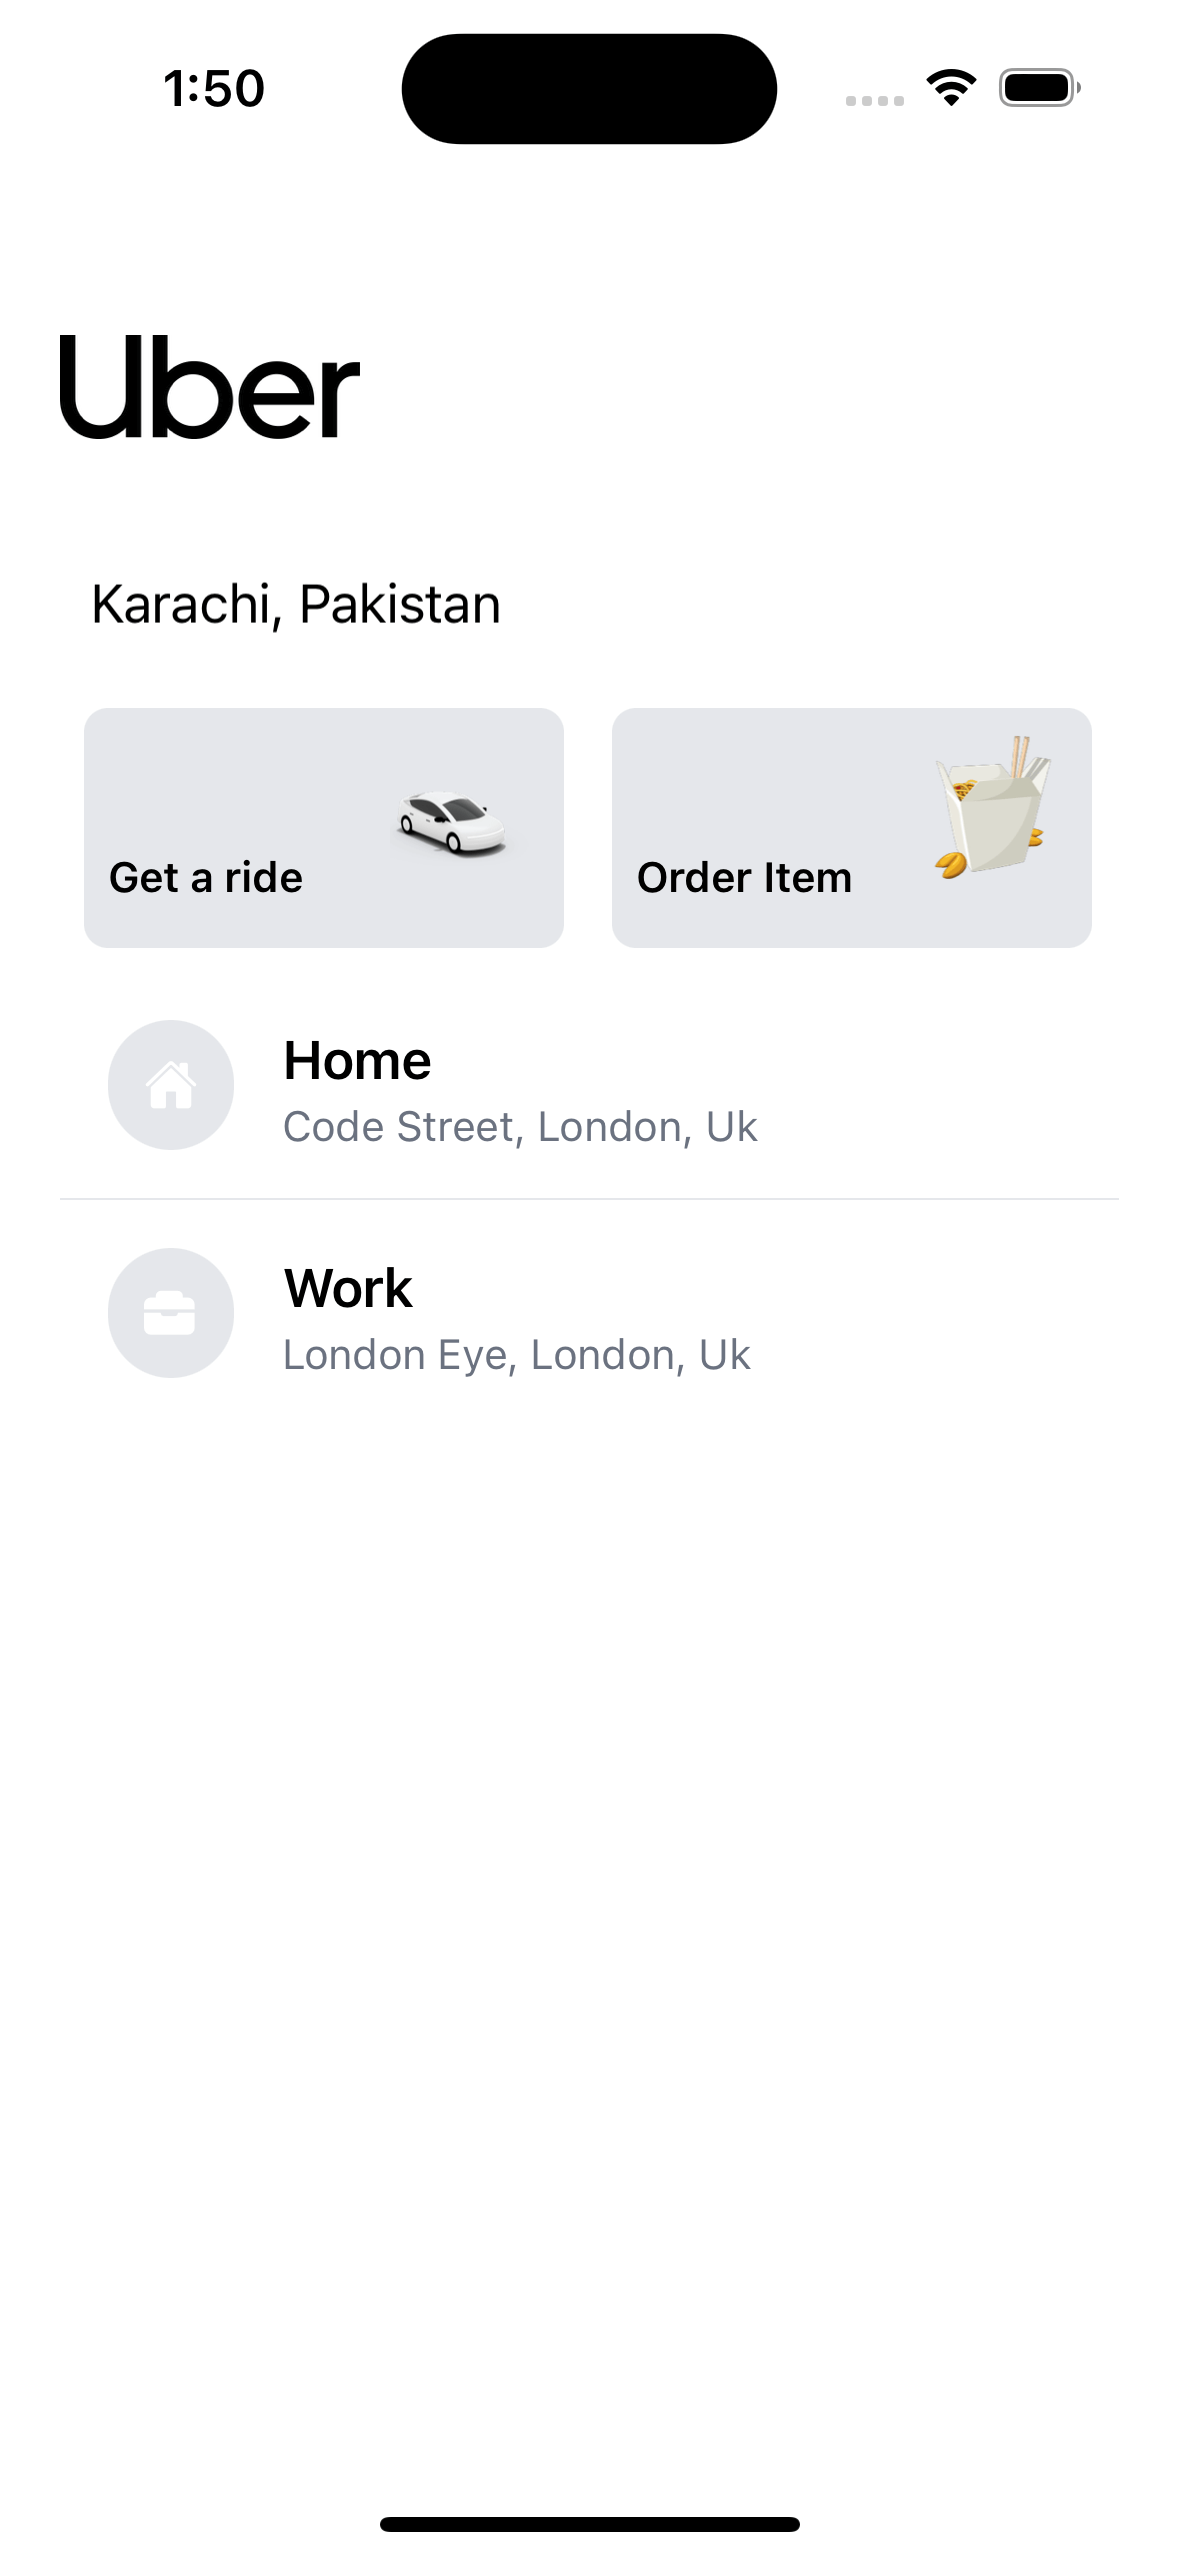 1:50
Uber
Karachi, Pakistan
Get a ride
Order Item
Home
Code Street, London, Uk
Work
London Eye, London, Uk